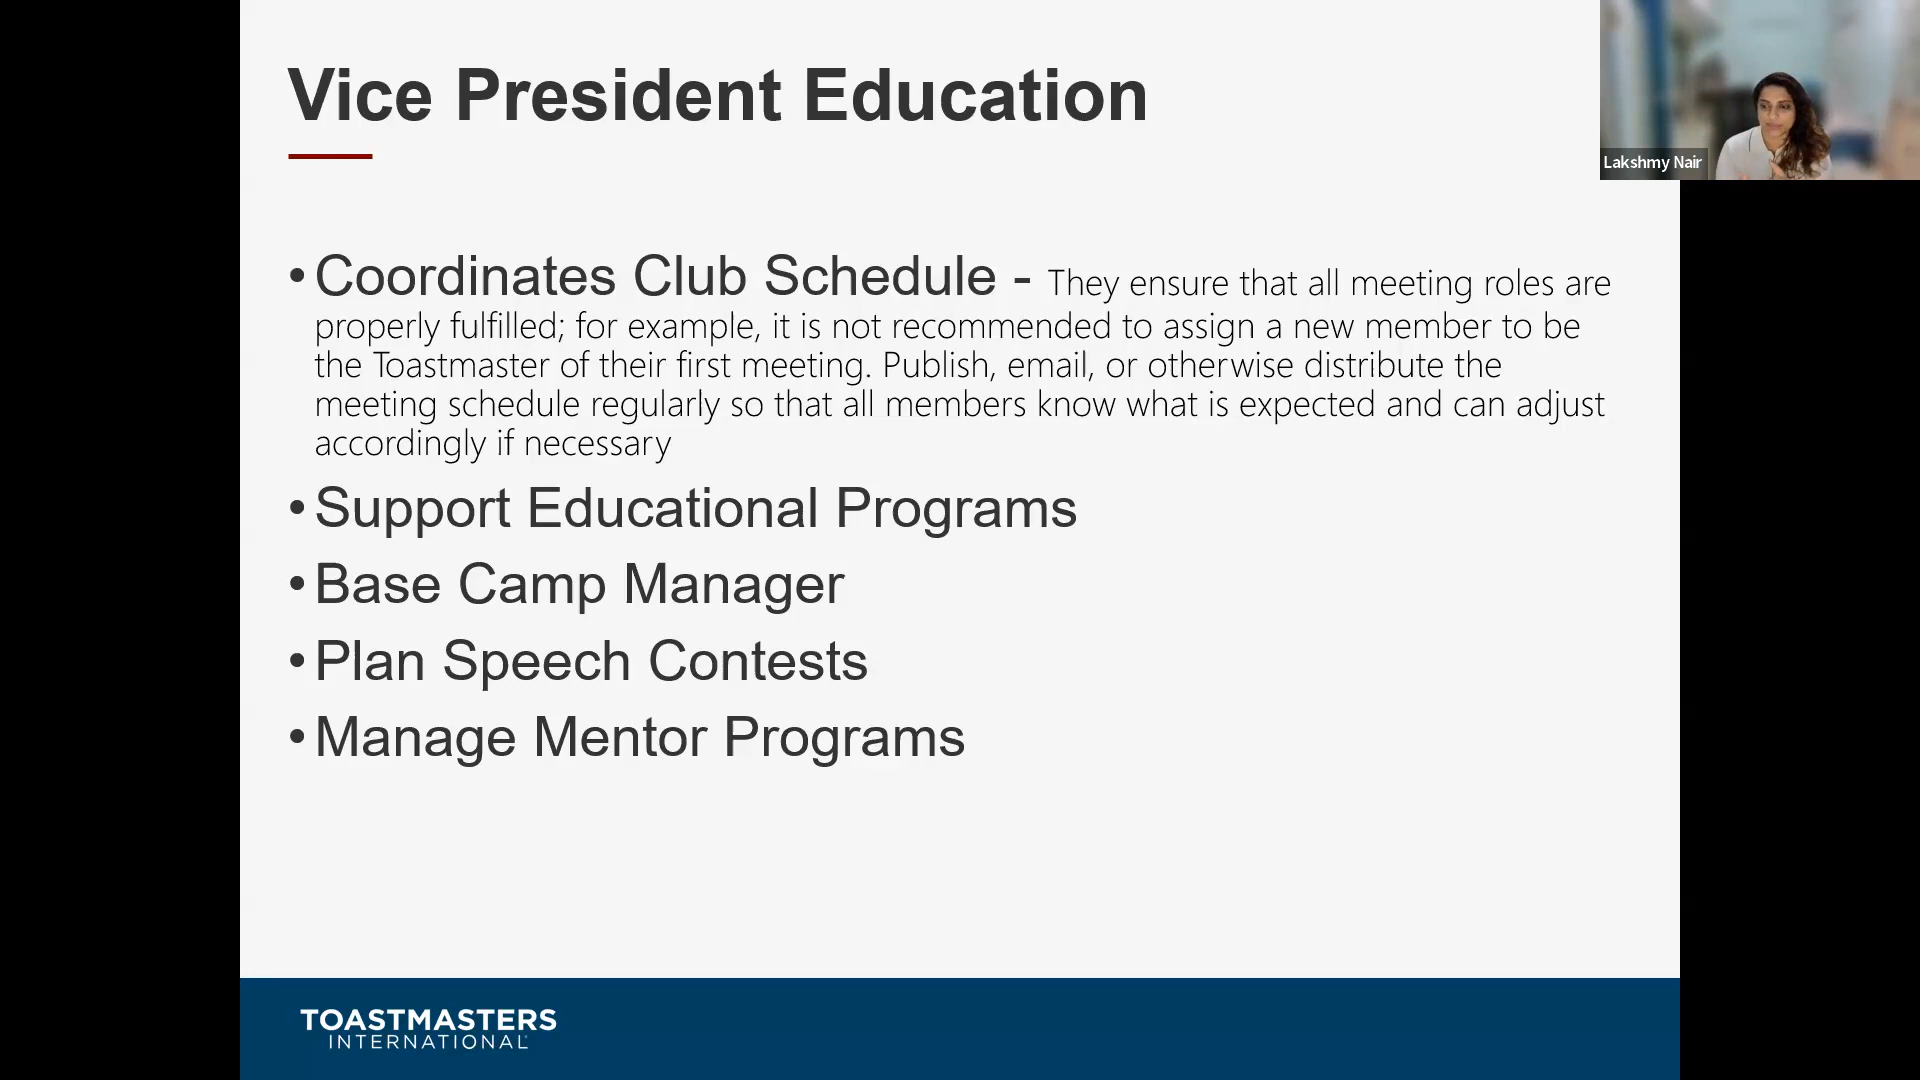 Vice President Education
Lakshmy Nair
•Coordinates Club Schedule - They ensure that all meeting roles are
properly fulfilled; for example, it is not recommended to assign a new member to be
the Toastmaster of their first meeting. Publish, email, or otherwise distribute the
meeting schedule regularly so that all members know what is expected and can adjust
accordingly if necessary
•Support Educational Programs
•Base Camp Manager
•Plan Speech Contests
•Manage Mentor Programs
TOASTMASTERS
INTERNATIONAL